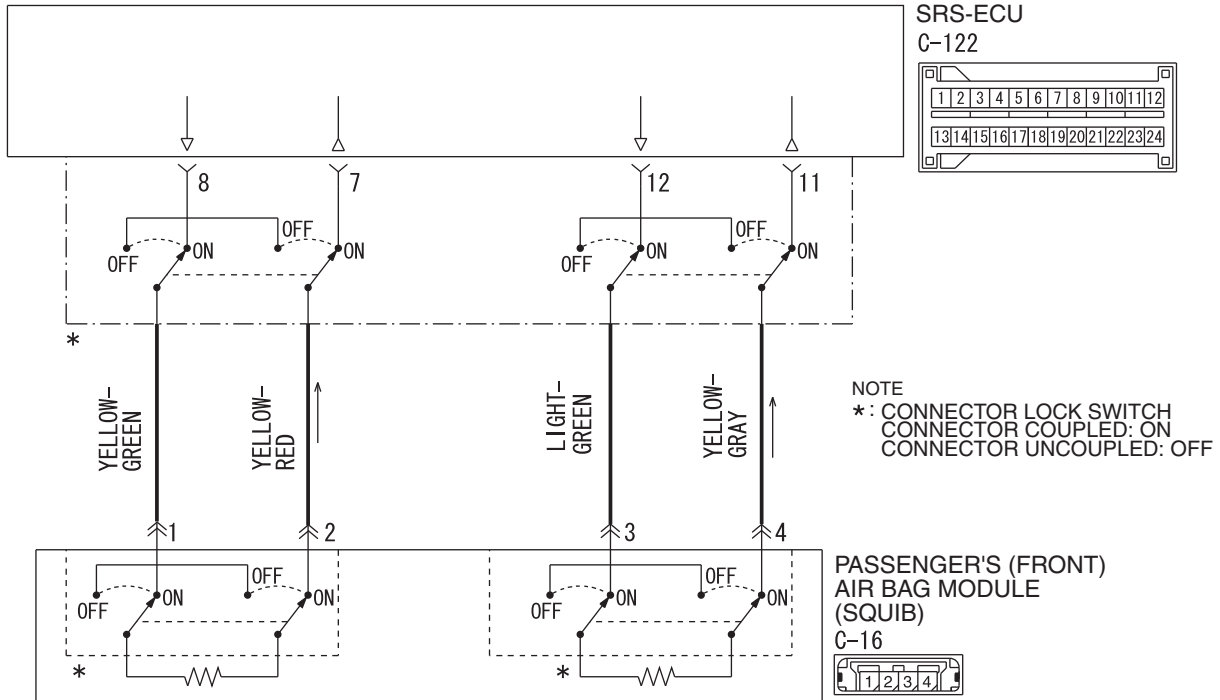 SRS-ECU
C-122
1 2 3 4 5 6 7 8 9 10 11 12
13 14 15 16 17 18 19 20 21 22 23 24
8 7 12 11
OFF ON OFF ON OFF ON OFF ON
*
YELLOW-
GREEN
YELLOW-
RED
LIGHT-
GREEN
YELLOW-
GRAY
NOTE
*: CONNECTOR LOCK SWITCH
CONNECTOR COUPLED: ON
CONNECTOR UNCOUPLED: OFF
1 2 3 4
OFF ON OFF ON OFF ON OFF ON
* *
PASSENGER'S (FRONT)
AIR BAG MODULE
(SQUIB)
C-16
1 2 3 4